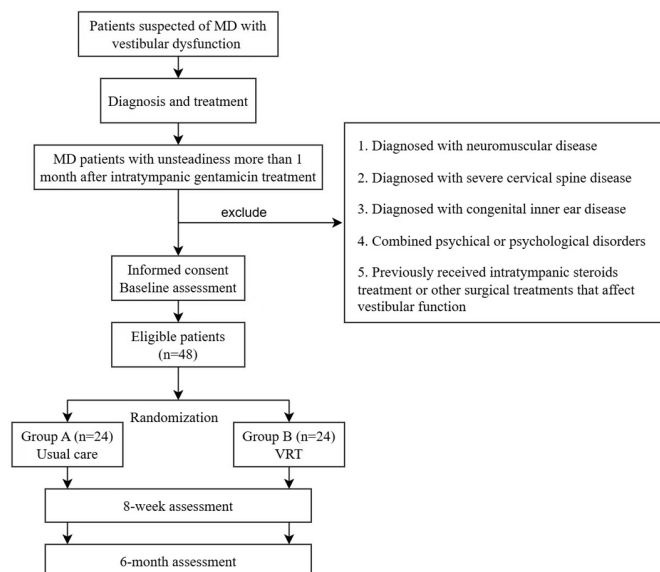 Patients suspected of MD with
vestibular dysfunction
Diagnosis and treatment
MD patients with unsteadiness more than 1
month after intratympanic gentamicin treatment
exclude
1. Diagnosed with neuromuscular disease
2. Diagnosed with severe cervical spine disease
3. Diagnosed with congenital inner ear disease
4. Combined psychical or psychological disorders
5. Previously received intratympanic steroids
treatment or other surgical treatments that affect
vestibular function
Informed consent
Baseline assessment
Eligible patients
(n=48)
Randomization
Group A (n=24)
Usual care
Group B (n=24)
VRT
8-week assessment
6-month assessment